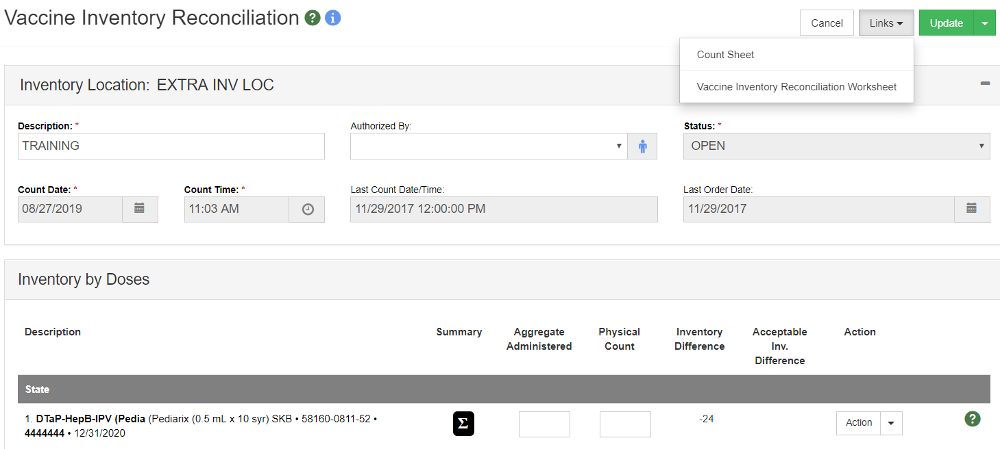 Vaccine Inventory Reconciliation ? i
Cancel
Links
Update
Count Sheet
Vaccine Inventory Reconciliation Worksheet
Inventory Location: EXTRA INV LOC
Description: *
Authorized By:
Status: *
TRAINING
OPEN
Count Date: *
Count Time: *
Last Count Date/Time:
Last Order Date:
08/27/2019
11:03 AM
11/29/2017 12:00:00 PM
11/29/2017
Inventory by Doses
Description
Summary
Aggregate
Administered
Physical
Count
Inventory
Difference
Acceptable
Inv.
Difference
Action
State
1. DTaP-HepB-IPV (Pedia (Pediarix (0.5 mL x 10 syr) SKB • 58160-0811-52 •
4444444 • 12/31/2020
Σ
-24
Action
?